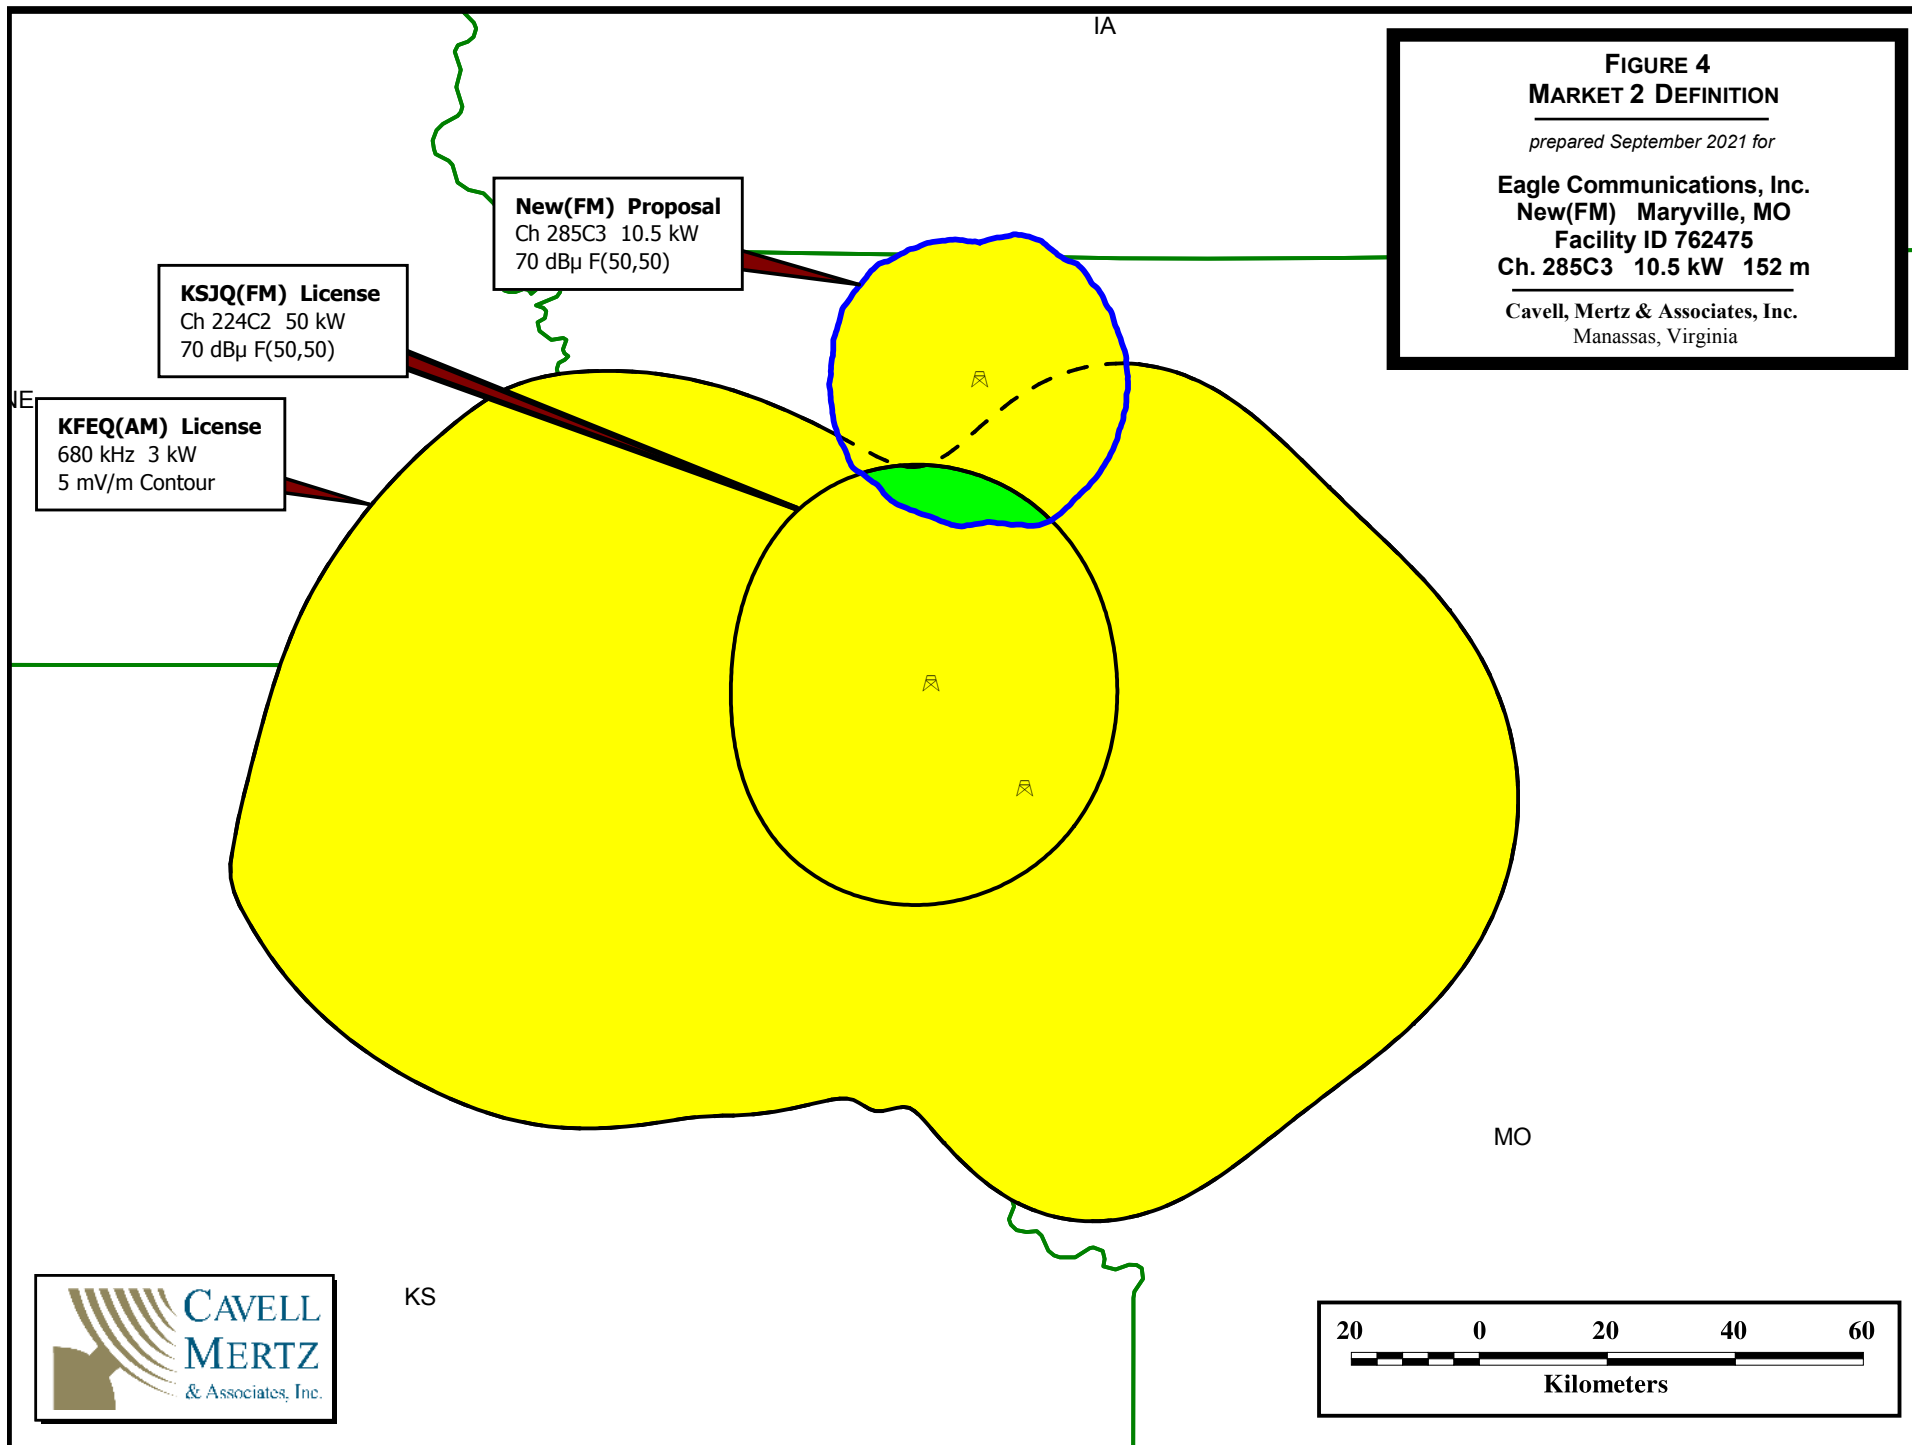 IA
FIGURE 4
MARKET 2 DEFINITION
prepared September 2021 for
Eagle Communications, Inc.
New(FM) Maryville, MO
Facility ID 762475
Ch. 285C3 10.5 kW 152 m
Cavell, Mertz & Associates, Inc.
Manassas, Virginia
New(FM) Proposal
Ch 285C3 10.5 kW
70 dBµ F(50,50)
KSJQ(FM) License
Ch 224C2 50 kW
70 dBµ F(50,50)
NE
KFEQ(AM) License
680 kHz 3 kW
5 mV/m Contour
MO
KS
CAVELL
MERTZ
& Associates, Inc.
20 0 20 40 60
Kilometers